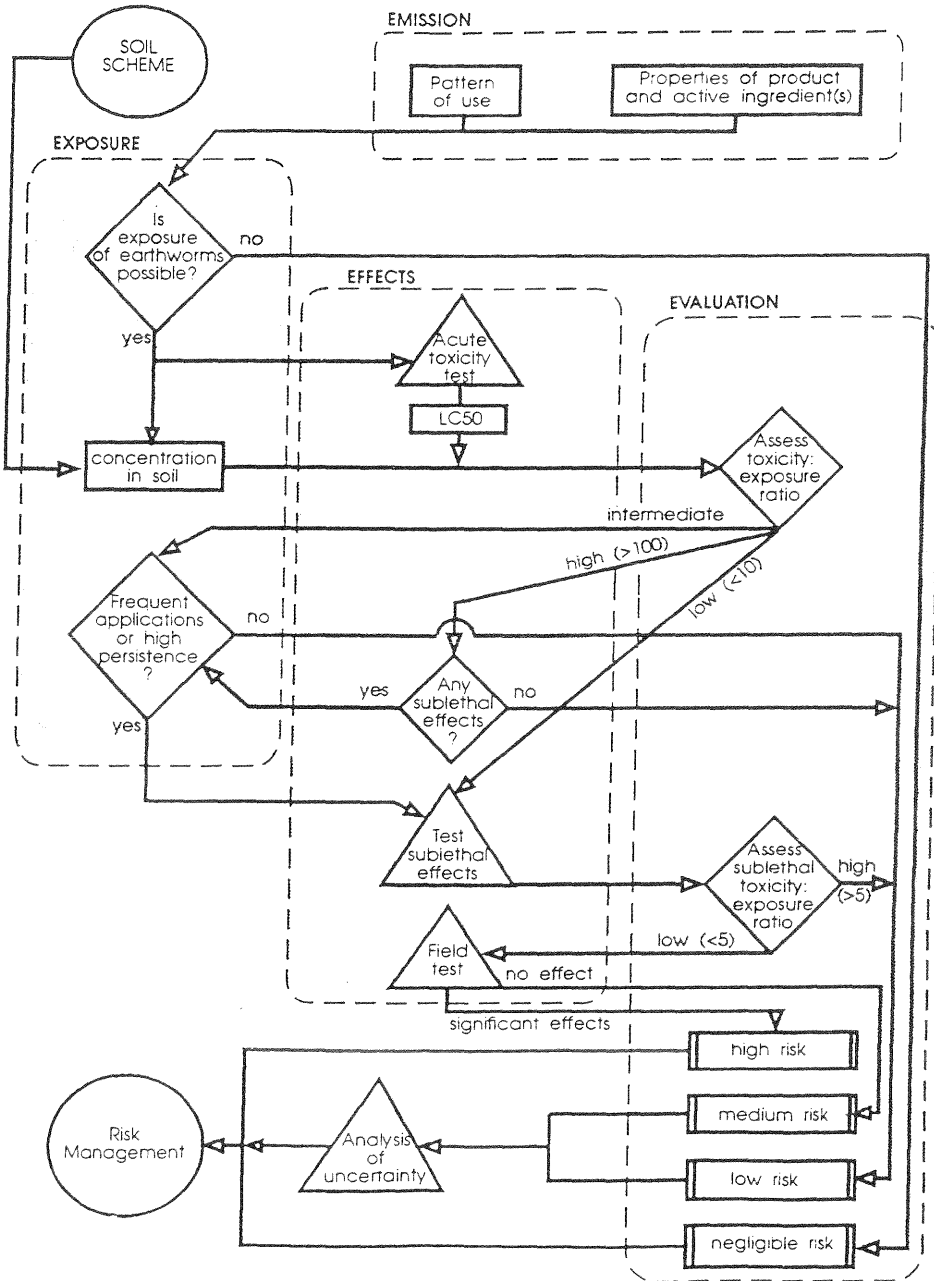 EMISSION
SOIL
SCHEME
Pattern
of use
Properties of product
and active ingredient(s)
EXPOSURE
Is
exposure
of earthworms
possible?
no
yes
EFFECTS
Acute
toxicity
test
LC50
EVALUATION
concentration
in soil
Assess
toxicity:
exposure
ratio
intermediate
high (>100)
low (<10)
Frequent
applications
or high
persistence
?
no
yes
Any
sublethal
effects
?
yes
no
Test
sublethal
effects
Assess
sublethal
toxicity:
exposure
ratio
high
(>5)
low (<5)
Field
test
no effect
significant effects
high risk
medium risk
low risk
negligible risk
Analysis
of
uncertainty
Risk
Management